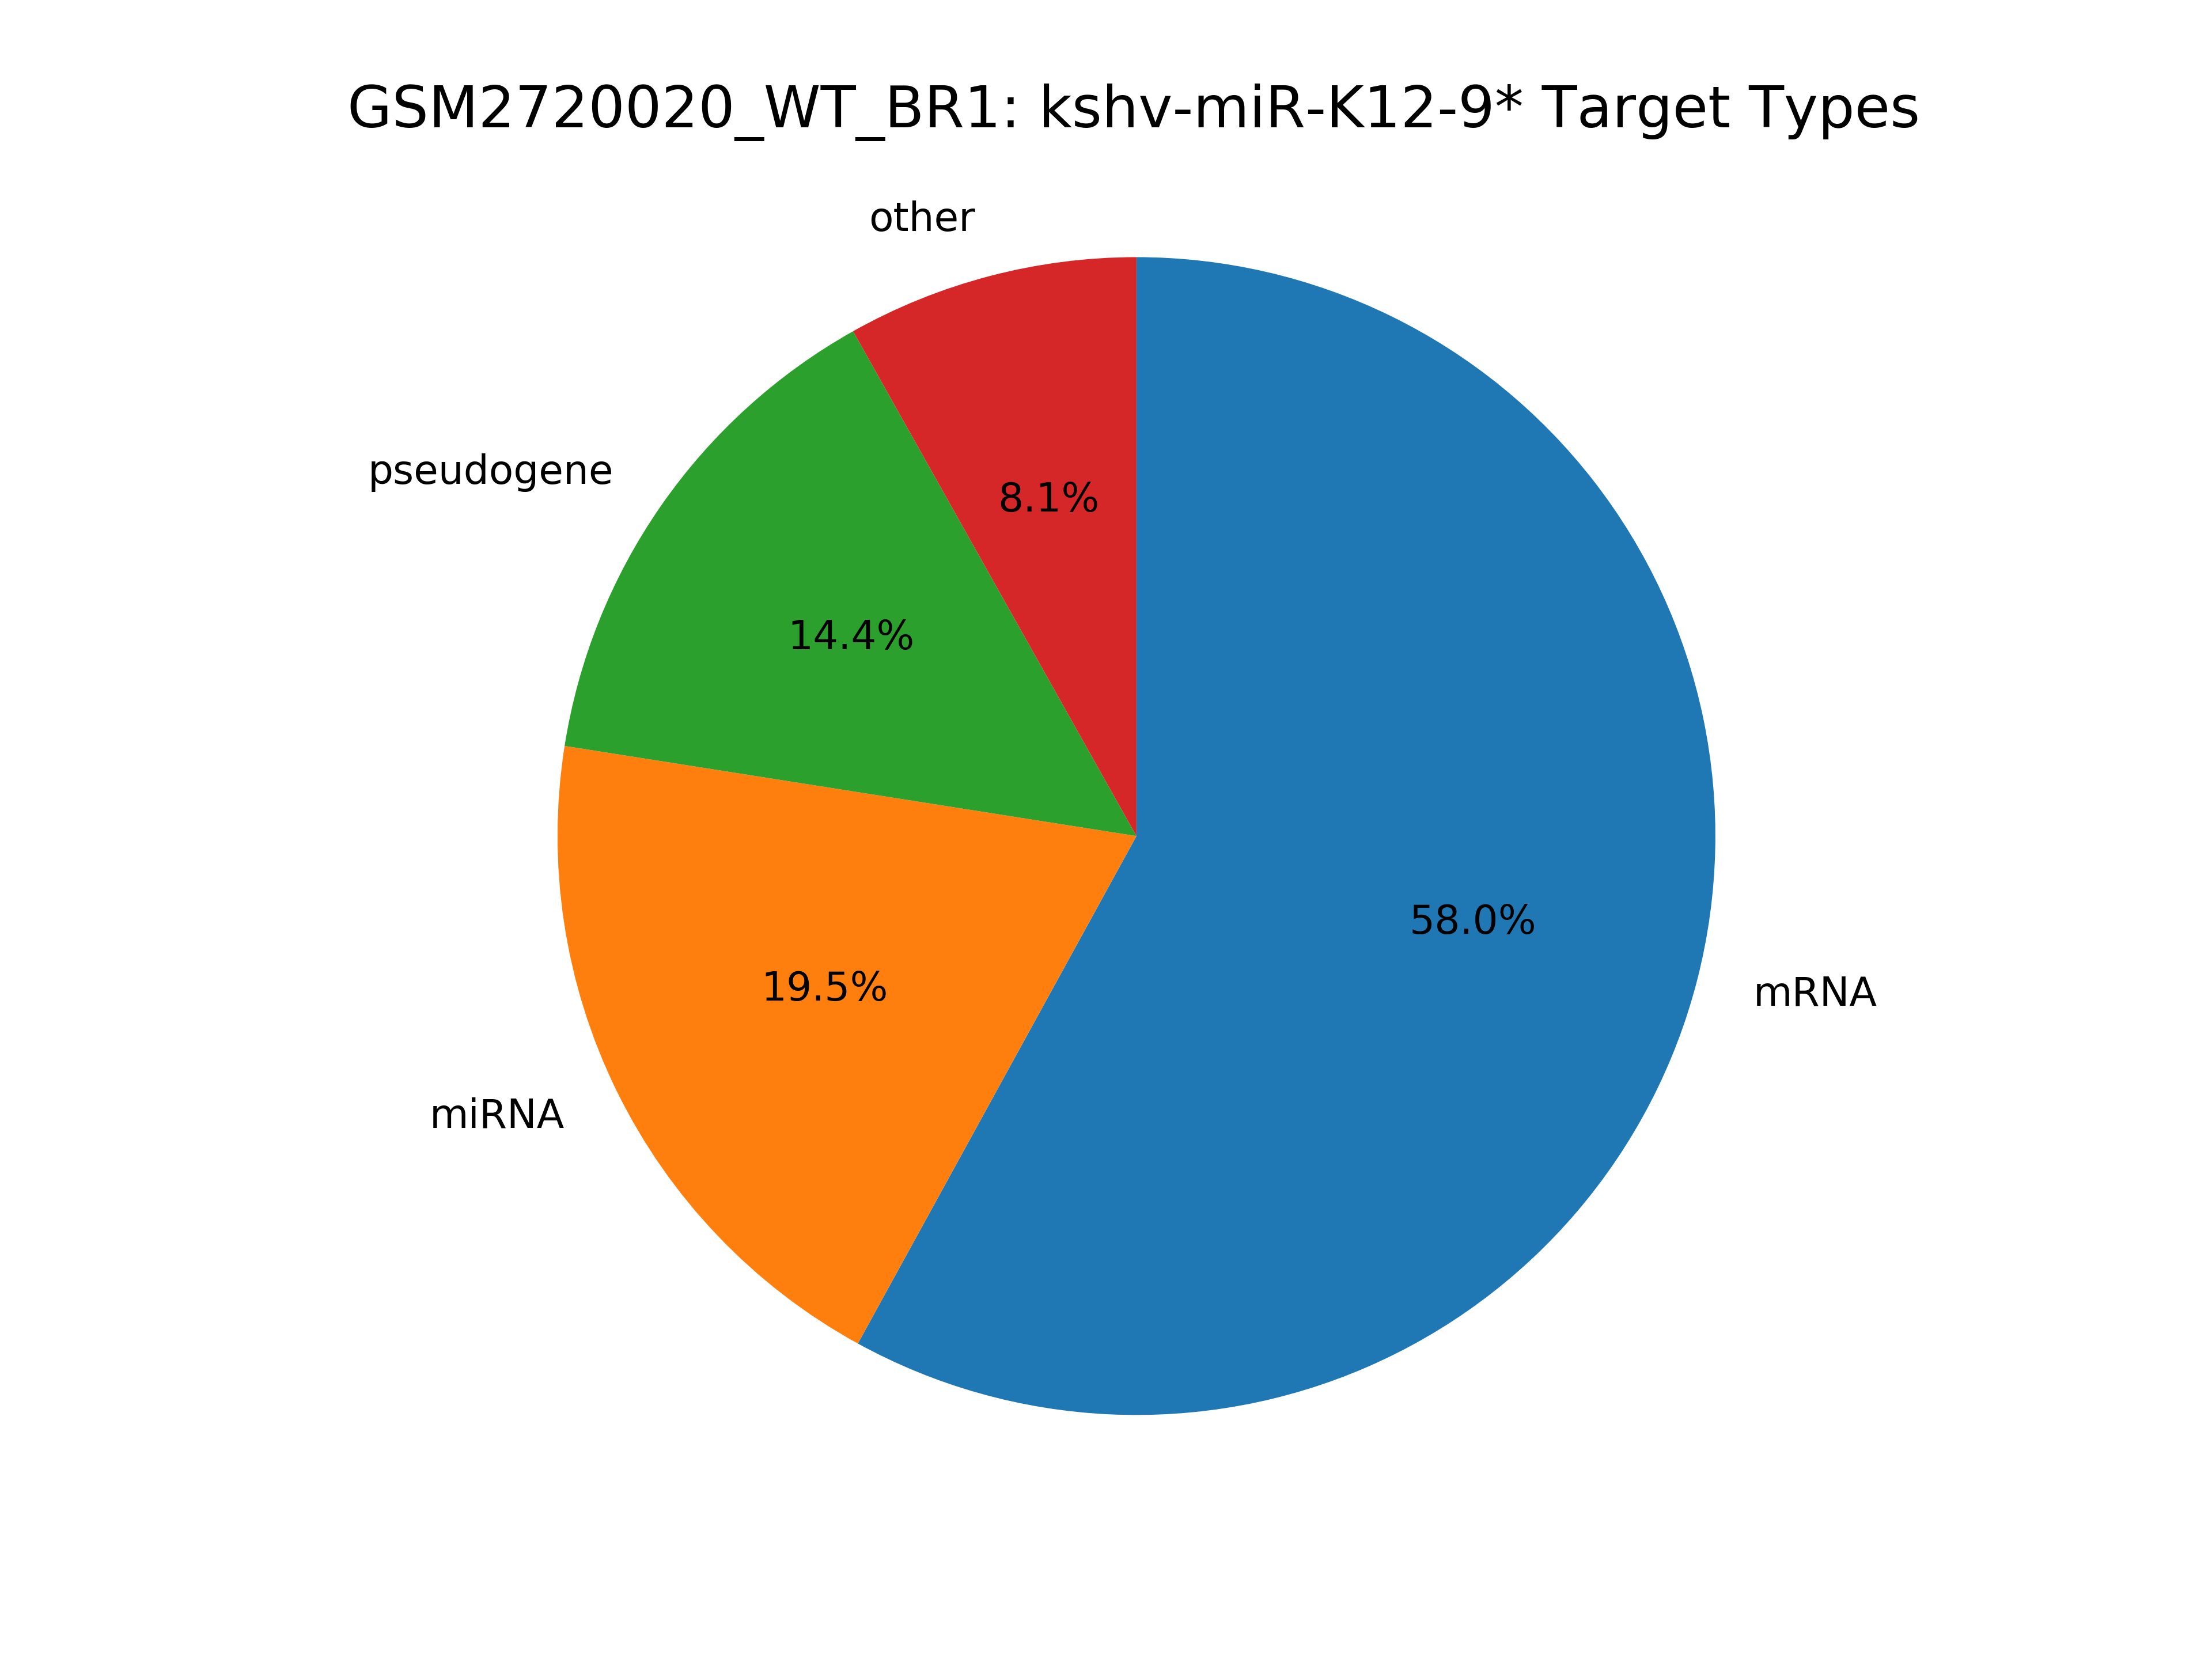 GSM2720020_WT_BR1: kshv-miR-K12-9* Target Types
other
pseudogene
8.1%
14.4%
58.0%
19.5%
mRNA
miRNA